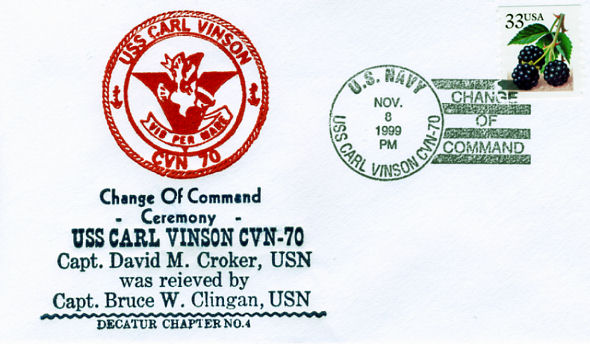 USS CARL VINSON
VIS PER MARE
CVN 70
33 USA
U.S. NAVY
NOV.
8
1999
PM
USS CARL VINSON CVN-70
CHANGE
OF
COMMAND
Change Of Command
- Ceremony -
USS CARL VINSON CVN-70
Capt. David M. Croker, USN
was reieved by
Capt. Bruce W. Clingan, USN
DECATUR CHAPTER NO. 4